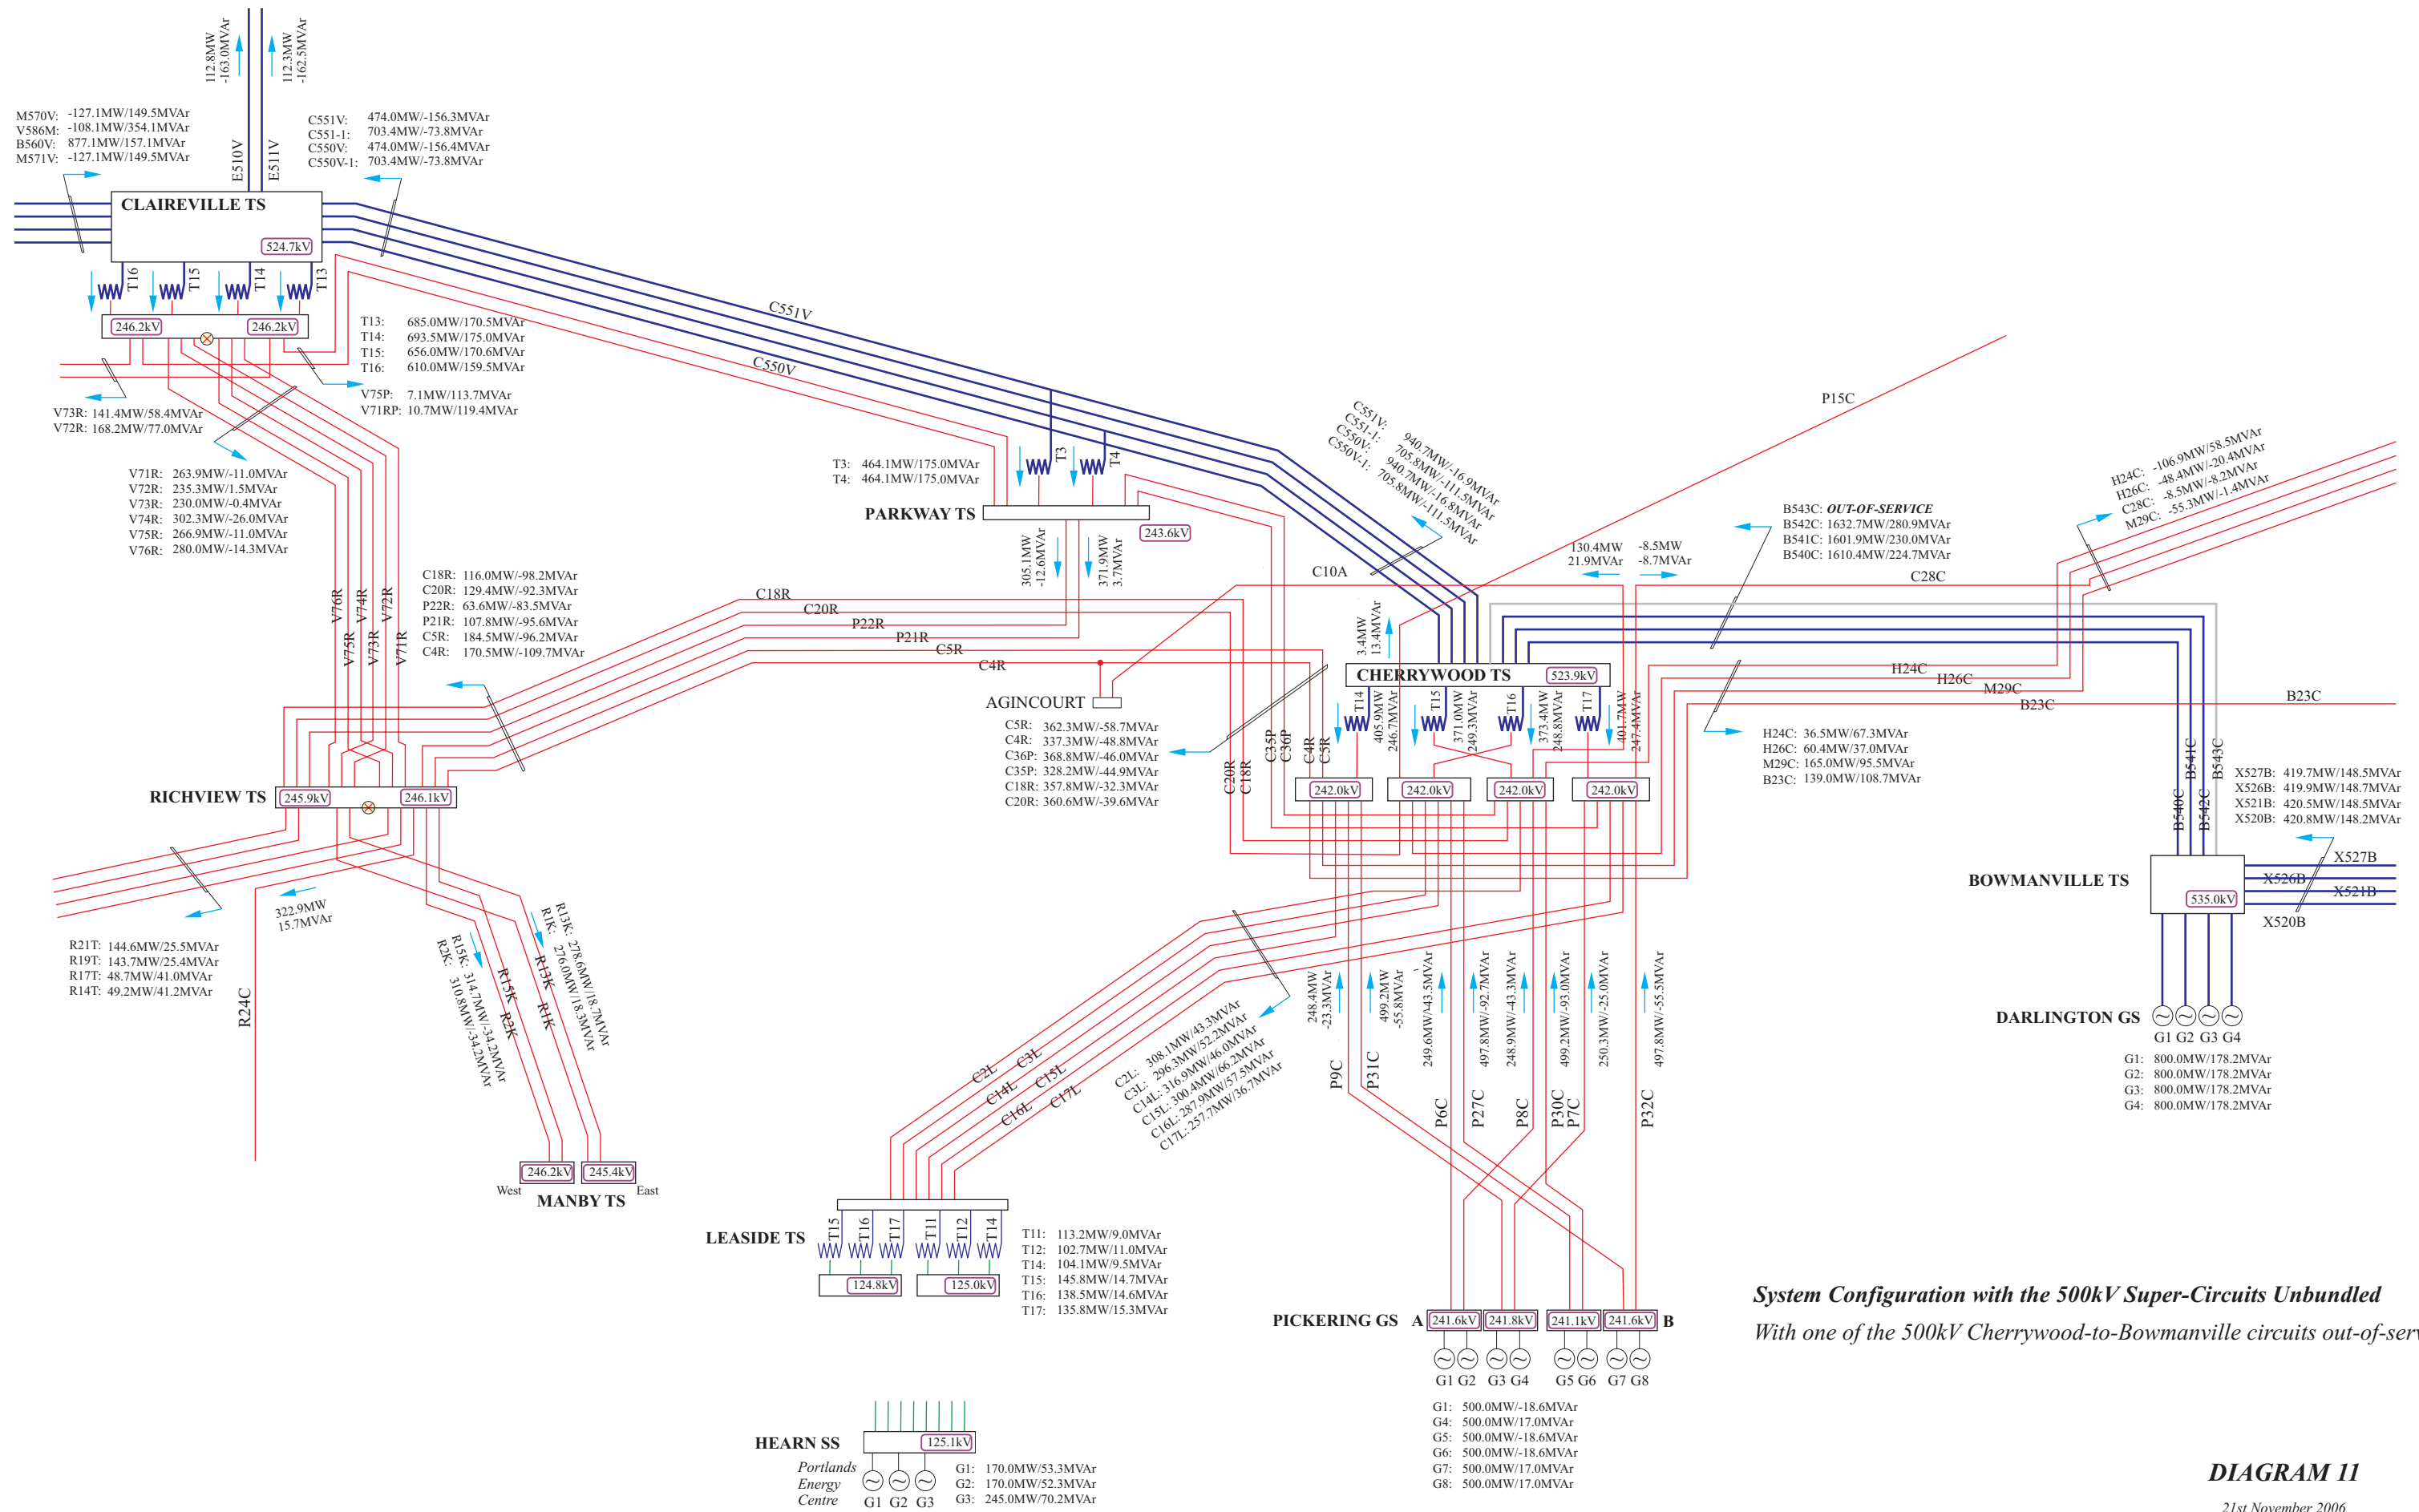 112.8MW
-163.0MVAr
112.3MW
-162.5MVAr
E510V
E511V
M570V: -127.1MW/149.5MVAr
V586M: -108.1MW/354.1MVAr
B560V: 877.1MW/157.1MVAr
M571V: -127.1MW/149.5MVAr
C551V: 474.0MW/-156.3MVAr
C551-1: 703.4MW/-73.8MVAr
C550V: 474.0MW/-156.4MVAr
C550V-1: 703.4MW/-73.8MVAr
CLAIREVILLE TS
524.7kV
T16
T15
T14
T13
246.2kV
246.2kV
T13: 685.0MW/170.5MVAr
T14: 693.5MW/175.0MVAr
T15: 656.0MW/170.6MVAr
T16: 610.0MW/159.5MVAr
V75P: 7.1MW/113.7MVAr
V71RP: 10.7MW/119.4MVAr
V73R: 141.4MW/58.4MVAr
V72R: 168.2MW/77.0MVAr
V71R: 263.9MW/-11.0MVAr
V72R: 235.3MW/1.5MVAr
V73R: 230.0MW/-0.4MVAr
V74R: 302.3MW/-26.0MVAr
V75R: 266.9MW/-11.0MVAr
V76R: 280.0MW/-14.3MVAr
C551V
C550V
T3: 464.1MW/175.0MVAr
T4: 464.1MW/175.0MVAr
T3
T4
PARKWAY TS
243.6kV
305.1MW
-12.6MVAr
371.9MW
3.7MVAr
C551V: 940.7MW/-16.9MVAr
C551-1: 705.8MW/-111.5MVAr
C550V: 940.7MW/-16.8MVAr
C550V-1: 705.8MW/-111.5MVAr
P15C
H24C: -106.9MW/58.5MVAr
H26C: -48.4MW/-20.4MVAr
C28C: -8.5MW/-8.2MVAr
M29C: -55.3MW/-1.4MVAr
B543C: OUT-OF-SERVICE
B542C: 1632.7MW/280.9MVAr
B541C: 1601.9MW/230.0MVAr
B540C: 1610.4MW/224.7MVAr
130.4MW
21.9MVAr
-8.5MW
-8.7MVAr
C10A
C28C
C18R: 116.0MW/-98.2MVAr
C20R: 129.4MW/-92.3MVAr
P22R: 63.6MW/-83.5MVAr
P21R: 107.8MW/-95.6MVAr
C5R: 184.5MW/-96.2MVAr
C4R: 170.5MW/-109.7MVAr
V76R
V75R
V74R
V73R
V72R
V71R
C18R
C20R
P22R
P21R
C5R
C4R
3.4MW
13.4MVAr
CHERRYWOOD TS
523.9kV
AGINCOURT
C5R: 362.3MW/-58.7MVAr
C4R: 337.3MW/-48.8MVAr
C36P: 368.8MW/-46.0MVAr
C35P: 328.2MW/-44.9MVAr
C18R: 357.8MW/-32.3MVAr
C20R: 360.6MW/-39.6MVAr
T14
405.9MW
246.7MVAr
T15
371.0MW
249.3MVAr
T16
373.4MW
248.8MVAr
T17
401.7MW
247.4MVAr
C20R
C18R
C35P
C36P
C4R
C5R
242.0kV
242.0kV
242.0kV
242.0kV
H24C
H26C
M29C
B23C
B23C
H24C: 36.5MW/67.3MVAr
H26C: 60.4MW/37.0MVAr
M29C: 165.0MW/95.5MVAr
B23C: 139.0MW/108.7MVAr
B540C
B541C
B542C
B543C
X527B: 419.7MW/148.5MVAr
X526B: 419.9MW/148.7MVAr
X521B: 420.5MW/148.5MVAr
X520B: 420.8MW/148.2MVAr
BOWMANVILLE TS
535.0kV
X527B
X526B
X521B
X520B
RICHVIEW TS
245.9kV
246.1kV
322.9MW
15.7MVAr
R21T: 144.6MW/25.5MVAr
R19T: 143.7MW/25.4MVAr
R17T: 48.7MW/41.0MVAr
R14T: 49.2MW/41.2MVAr
R24C
R13K: 278.6MW/18.7MVAr
R1K: 276.0MW/18.3MVAr
R15K: 314.7MW/-34.2MVAr
R2K: 310.8MW/-34.2MVAr
R15K
R2K
R13K
R1K
246.2kV
245.4kV
West
East
MANBY TS
C2L
C3L
C14L
C15L
C16L
C17L
C2L: 308.1MW/43.3MVAr
C3L: 296.3MW/52.2MVAr
C14L: 316.9MW/46.0MVAr
C15L: 300.4MW/66.2MVAr
C16L: 287.9MW/57.5MVAr
C17L: 257.7MW/36.7MVAr
248.4MW
-23.3MVAr
499.2MW
-55.8MVAr
249.6MW/-43.5MVAr
497.8MW/-92.7MVAr
248.9MW/-43.3MVAr
499.2MW/-93.0MVAr
250.3MW/-25.0MVAr
497.8MW/-55.5MVAr
P9C
P31C
P6C
P27C
P8C
P30C
P7C
P32C
DARLINGTON GS
G1 G2 G3 G4
G1: 800.0MW/178.2MVAr
G2: 800.0MW/178.2MVAr
G3: 800.0MW/178.2MVAr
G4: 800.0MW/178.2MVAr
LEASIDE TS
T15
T16
T17
T11
T12
T14
124.8kV
125.0kV
T11: 113.2MW/9.0MVAr
T12: 102.7MW/11.0MVAr
T14: 104.1MW/9.5MVAr
T15: 145.8MW/14.7MVAr
T16: 138.5MW/14.6MVAr
T17: 135.8MW/15.3MVAr
PICKERING GS A 241.6kV 241.8kV 241.1kV 241.6kV B
G1 G2 G3 G4 G5 G6 G7 G8
G1: 500.0MW/-18.6MVAr
G4: 500.0MW/17.0MVAr
G5: 500.0MW/-18.6MVAr
G6: 500.0MW/-18.6MVAr
G7: 500.0MW/17.0MVAr
G8: 500.0MW/17.0MVAr
System Configuration with the 500kV Super-Circuits Unbundled
With one of the 500kV Cherrywood-to-Bowmanville circuits out-of-serv
HEARN SS
125.1kV
Portlands
Energy
Centre
G1 G2 G3
G1: 170.0MW/53.3MVAr
G2: 170.0MW/52.3MVAr
G3: 245.0MW/70.2MVAr
DIAGRAM 11
21st November 2006